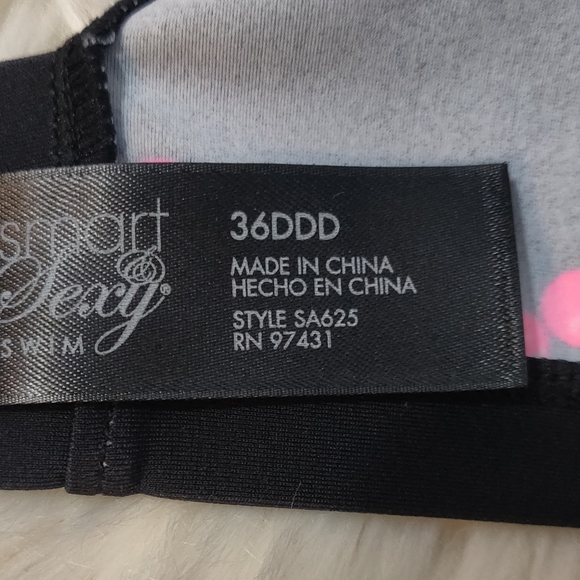 smart
& Sexy®
SWIM
36DDD
MADE IN CHINA
HECHO EN CHINA
STYLE SA625
RN 97431